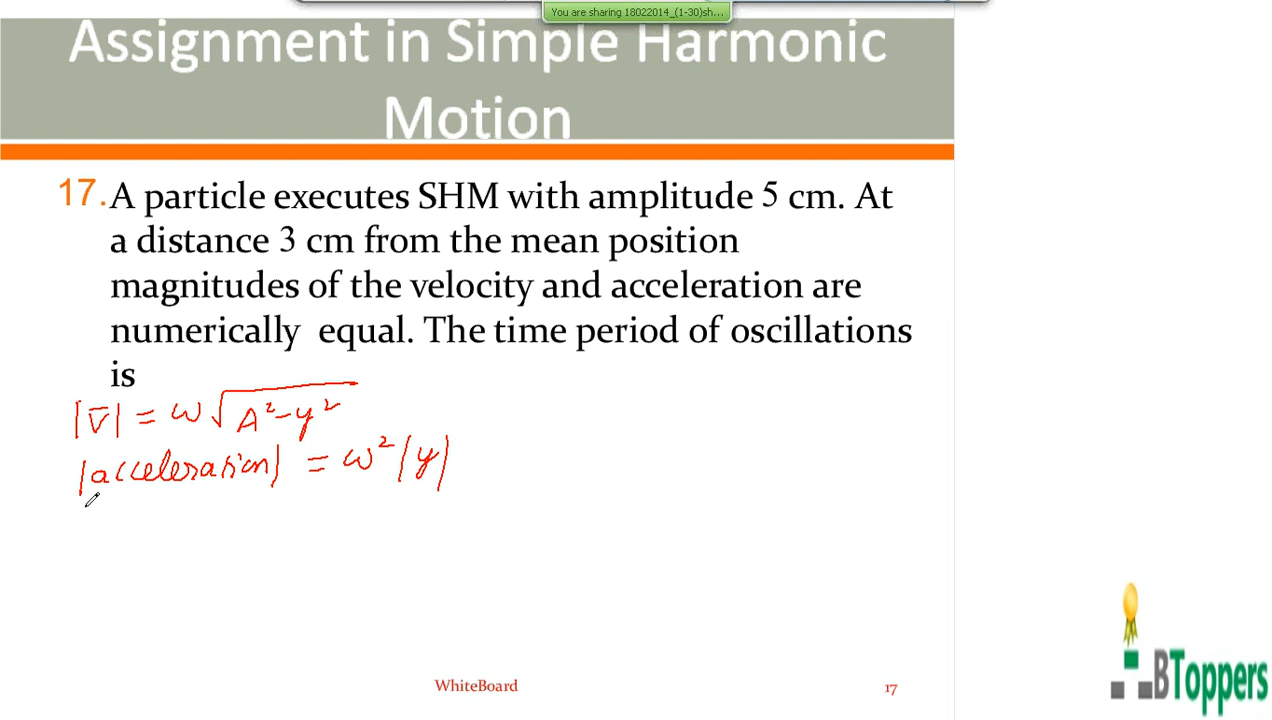 You are sharing 18022014_(1-30)sh...
Assignment in Simple Harmonic
Motion
17. A particle executes SHM with amplitude 5 cm. At
a distance 3 cm from the mean position
magnitudes of the velocity and acceleration are
numerically equal. The time period of oscillations
is
|v̄| = ω√(A²-y²)
|acceleration| = ω²|y|
WhiteBoard
17
BToppers